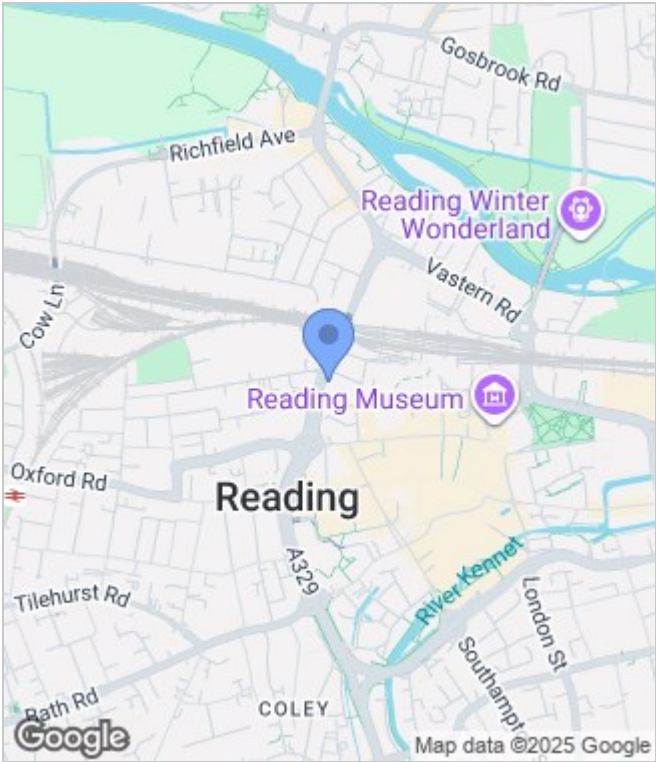 Gosbrook Rd
Richfield Ave
Reading Winter
Wonderland
Vastern Rd
Cow Ln
Reading Museum
Oxford Rd
Reading
A329
River Kennet
Tilehurst Rd
London St
Bath Rd
COLEY
Google
Map data ©2025 Google